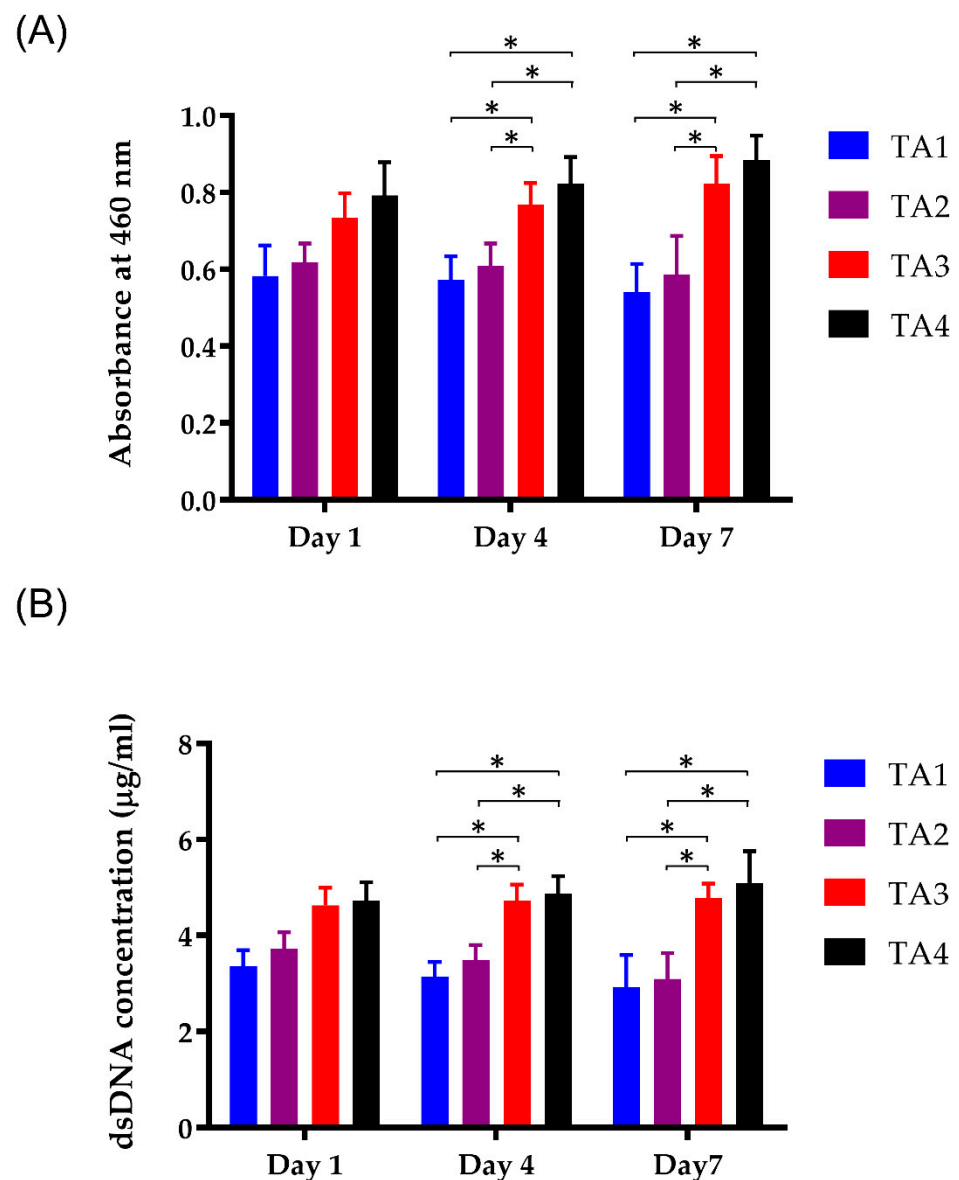 (A)
* *
* *
* *
* *
1.0
0.8
0.6
0.4
0.2
0.0
Absorbance at 460 nm
Day 1 Day 4 Day 7
TA1
TA2
TA3
TA4
(B)
8
6
4
2
0
dsDNA concentration (µg/ml)
* *
* *
* *
* *
Day 1 Day 4 Day7
TA1
TA2
TA3
TA4